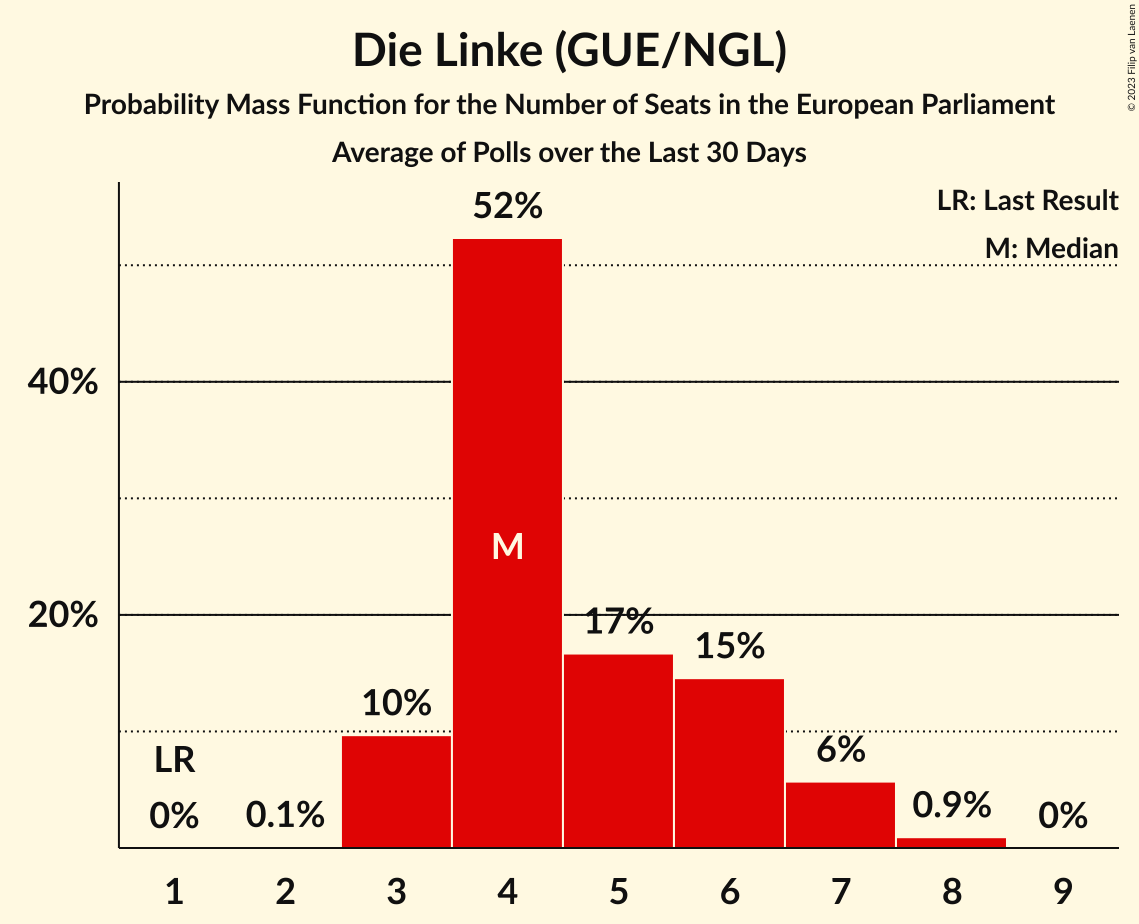 Die Linke (GUE/NGL)
Probability Mass Function for the Number of Seats in the European Parliament
Average of Polls over the Last 30 Days
© 2023 Filip van Laenen
LR: Last Result
M: Median
52%
40%
M
20%
17%
15%
10%
LR
6%
0%
0.1%
0.9%
0%
1 2 3 4 5 6 7 8 9